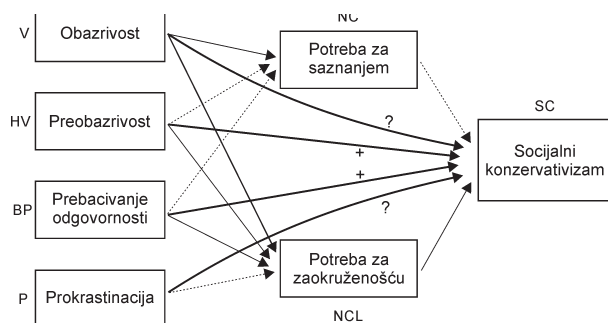 NC
V
Obazrivost
Potreba za
saznanjem
HV
Preobazrivost
?
+
SC
Socijalni
konzervativizam
+
BP
Prebacivanje
odgovornosti
?
Potreba za
zaokruženošću
P
Prokrastinacija
NCL